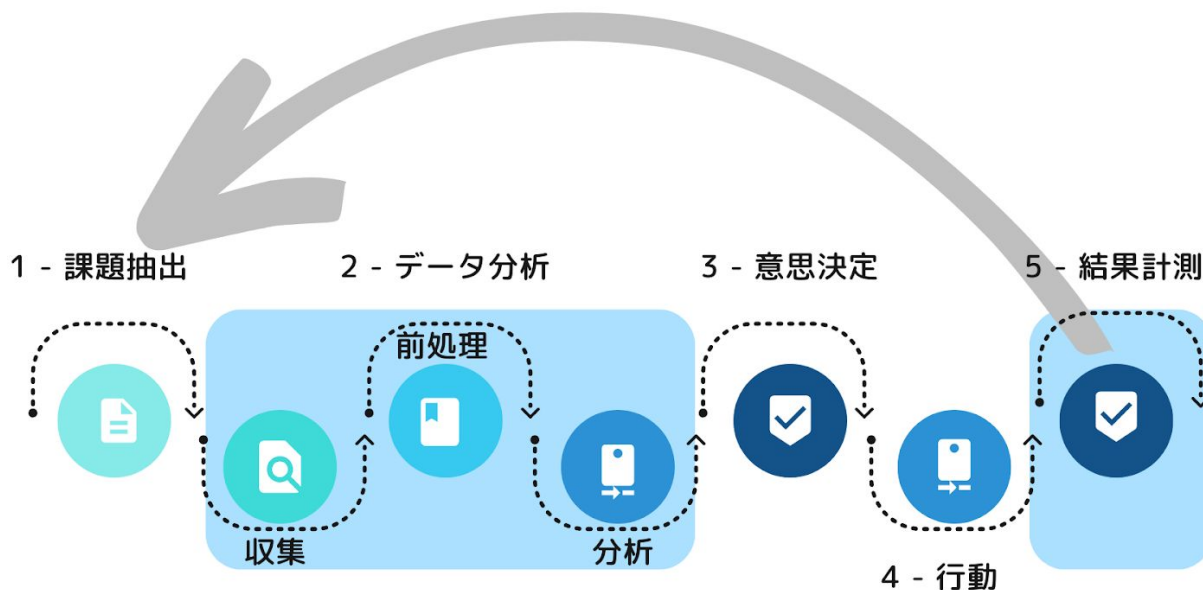 1 - 課題抽出
2 - データ分析
3 - 意思決定
5 - 結果計測
前処理
収集
分析
4 - 行動